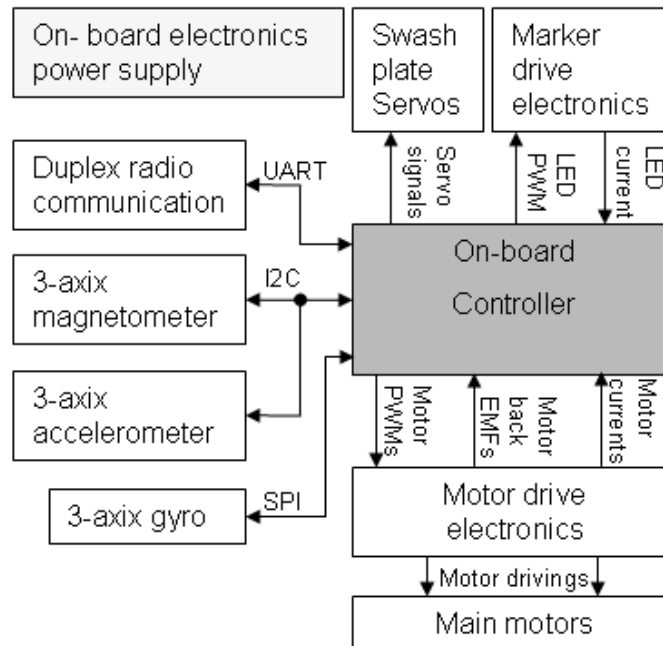 On- board electronics
power supply
Swash
plate
Servos
Marker
drive
electronics
Duplex radio
communication
UART
Servo
signals
LED
PWM
LED
current
3-axix
magnetometer
I2C
On-board
Controller
3-axix
accelerometer
Motor
PWMs
Motor
back
EMFs
Motor
currents
3-axix gyro
SPI
Motor drive
electronics
Motor drivings
Main motors